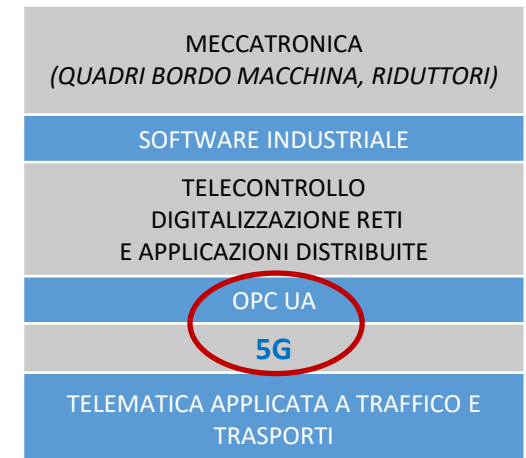 MECCATRONICA
(QUADRI BORDO MACCHINA, RIDUTTORI)
SOFTWARE INDUSTRIALE
TELECONTROLLO
DIGITALIZZAZIONE RETI
E APPLICAZIONI DISTRIBUITE
OPC UA
5G
TELEMATICA APPLICATA A TRAFFICO E
TRASPORTI